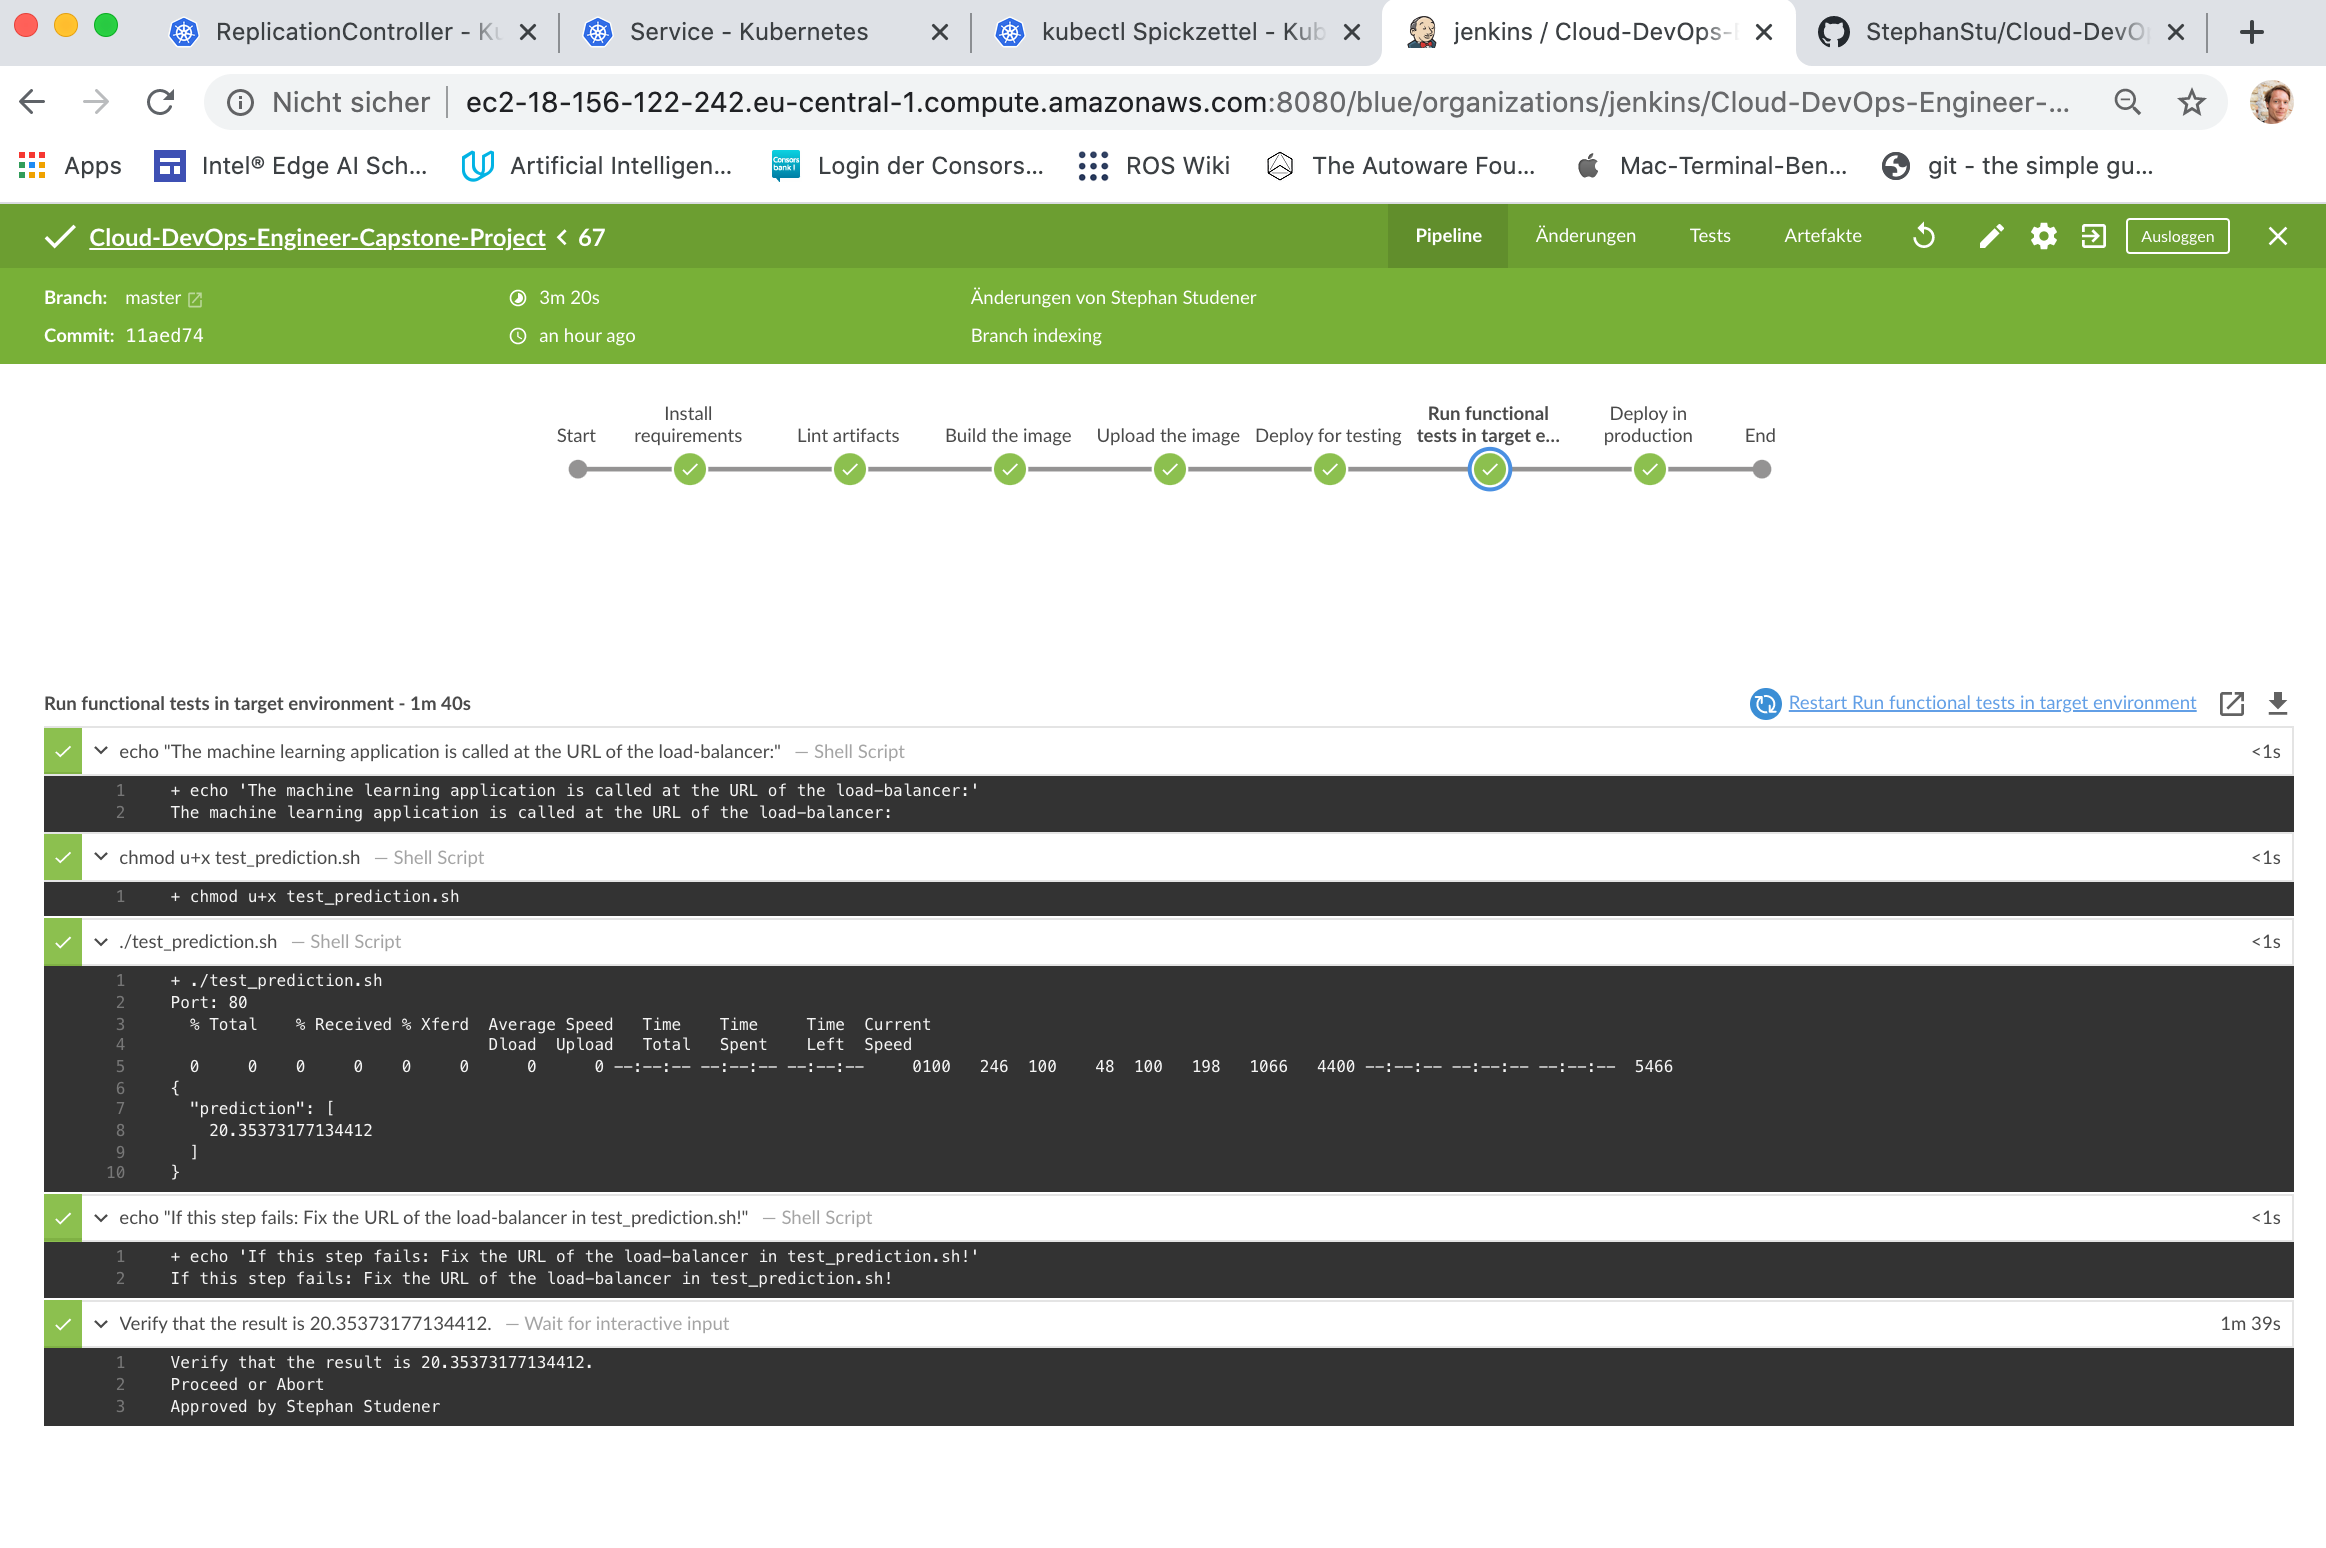 ReplicationController - Ku
Service - Kubernetes
kubectl Spickzettel - Kub
jenkins / Cloud-DevOps-
StephanStu/Cloud-DevO
Nicht sicher
ec2-18-156-122-242.eu-central-1.compute.amazonaws.com:8080/blue/organizations/jenkins/Cloud-DevOps-Engineer-...
Apps
Intel® Edge AI Sch...
Artificial Intelligen...
Consors bank!
Login der Consors...
ROS Wiki
The Autoware Fou...
Mac-Terminal-Ben...
git - the simple gu...
Cloud-DevOps-Engineer-Capstone-Project < 67
Pipeline
Änderungen
Tests
Artefakte
Ausloggen
Branch: master
3m 20s
Änderungen von Stephan Studener
Commit: 11aed74
an hour ago
Branch indexing
Start
Install requirements
Lint artifacts
Build the image
Upload the image
Deploy for testing
Run functional tests in target e...
Deploy in production
End
Run functional tests in target environment - 1m 40s
Restart Run functional tests in target environment
echo "The machine learning application is called at the URL of the load-balancer:" — Shell Script <1s
1 + echo 'The machine learning application is called at the URL of the load-balancer:'
2 The machine learning application is called at the URL of the load-balancer:
chmod u+x test_prediction.sh — Shell Script <1s
1 + chmod u+x test_prediction.sh
./test_prediction.sh — Shell Script <1s
1 + ./test_prediction.sh
2 Port: 80
3 % Total % Received % Xferd Average Speed Time Time Time Current
4 Dload Upload Total Spent Left Speed
5 0 0 0 0 0 0 0 0 --:--:-- --:--:-- --:--:-- 0100 246 100 48 100 198 1066 4400 --:--:-- --:--:-- --:--:-- 5466
6 {
7 "prediction": [
8 20.35373177134412
9 ]
10 }
echo "If this step fails: Fix the URL of the load-balancer in test_prediction.sh!" — Shell Script <1s
1 + echo 'If this step fails: Fix the URL of the load-balancer in test_prediction.sh!'
2 If this step fails: Fix the URL of the load-balancer in test_prediction.sh!
Verify that the result is 20.35373177134412. — Wait for interactive input 1m 39s
1 Verify that the result is 20.35373177134412.
2 Proceed or Abort
3 Approved by Stephan Studener